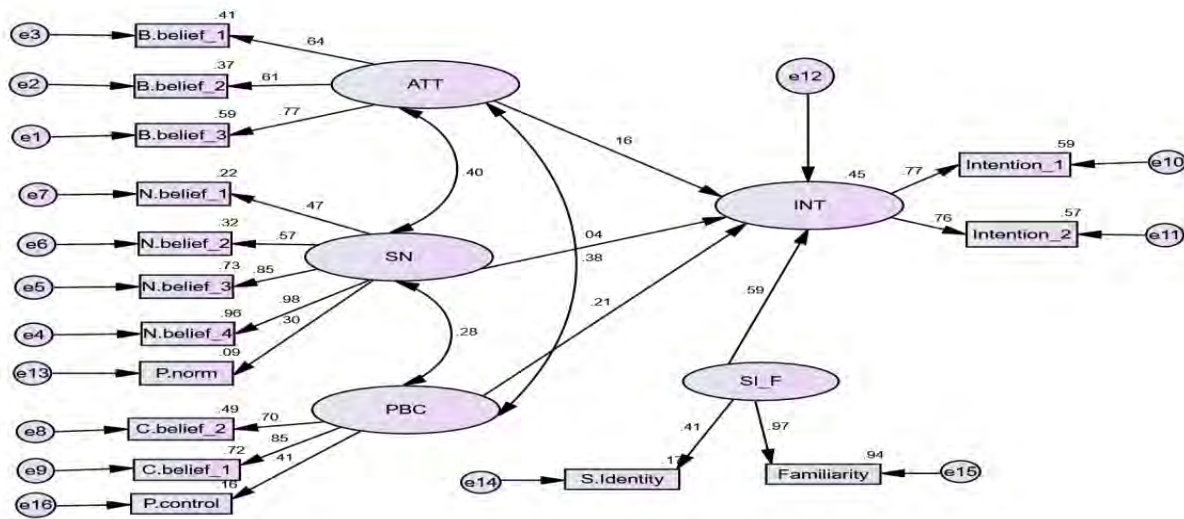 .41
e3
B.belief_1
.64
.37
e2
B.belief_2
.61
ATT
e12
.59
e1
B.belief_3
.77
16
.59
Intention_1
e10
.77
.22
e7
N.belief_1
.40
.45
INT
.47
.76
.57
Intention_2
e11
.32
e6
N.belief_2
.57
SN
04
.38
.73
e5
N.belief_3
.85
.21
.59
.96
e4
N.belief_4
.98
.30
.28
.09
e13
P.norm
SI_F
PBC
.49
e8
C.belief_2
.70
.41
.97
.72
e9
C.belief_1
.85
.41
.17
.94
e14
S.Identity
Familiarity
e15
.16
e16
P.control